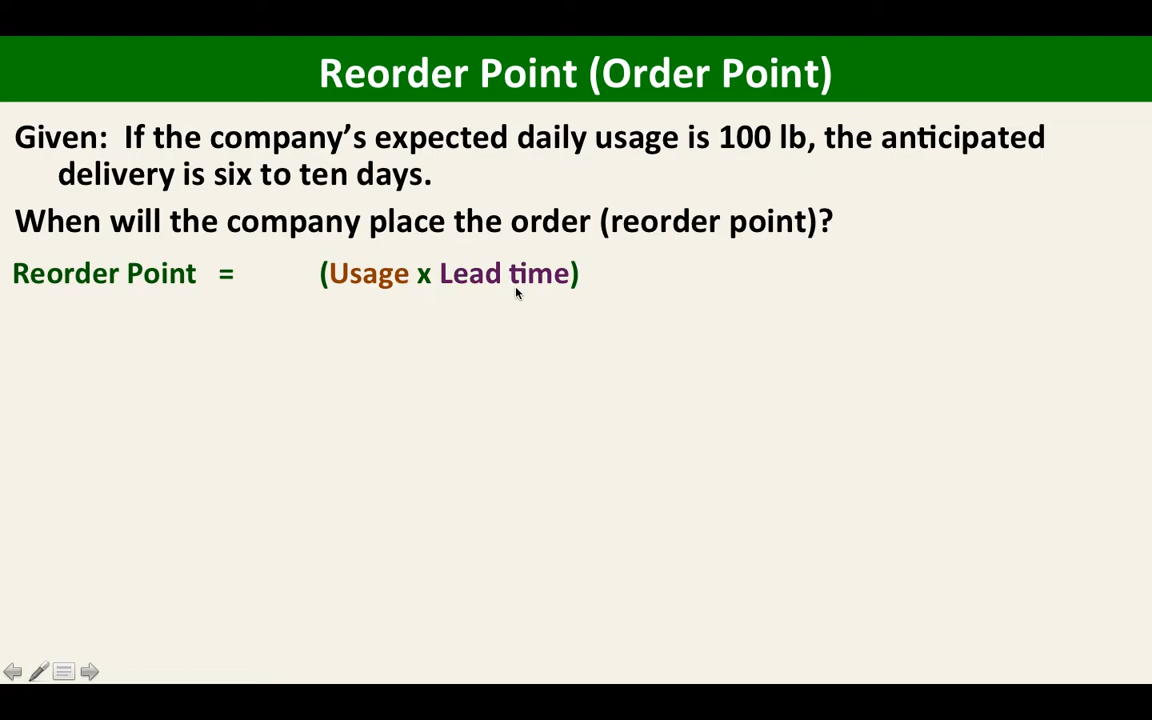 Reorder Point (Order Point)
Given:  If the company’s expected daily usage is 100 lb, the anticipated
delivery is six to ten days.
When will the company place the order (reorder point)?
Reorder Point   =   (Usage x Lead time)